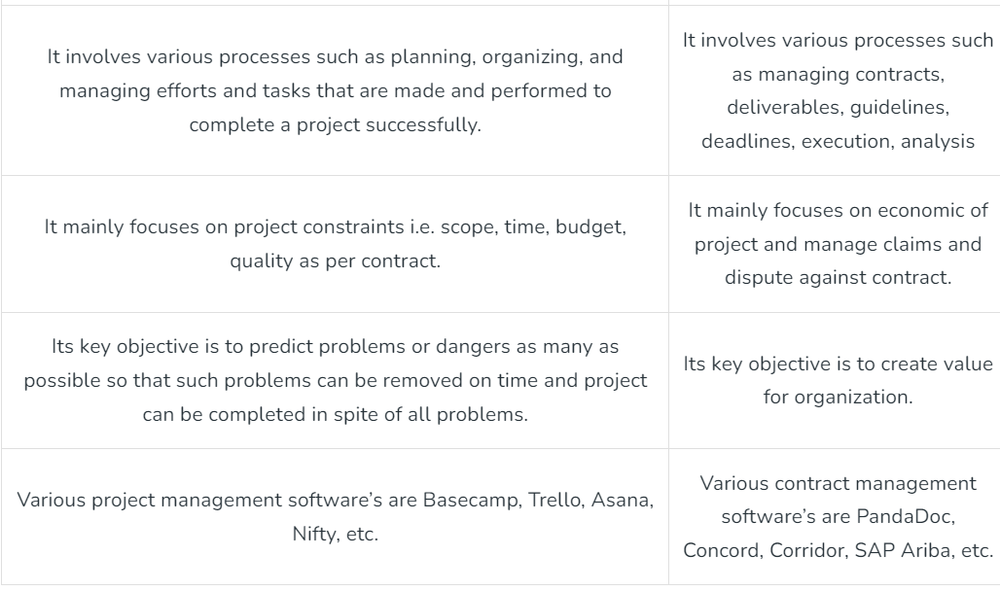 It involves various processes such as planning, organizing, and
managing efforts and tasks that are made and performed to
complete a project successfully.
It involves various processes such
as managing contracts,
deliverables, guidelines,
deadlines, execution, analysis
It mainly focuses on project constraints i.e. scope, time, budget,
quality as per contract.
It mainly focuses on economic of
project and manage claims and
dispute against contract.
Its key objective is to predict problems or dangers as many as
possible so that such problems can be removed on time and project
can be completed in spite of all problems.
Its key objective is to create value
for organization.
Various project management software’s are Basecamp, Trello, Asana,
Nifty, etc.
Various contract management
software’s are PandaDoc,
Concord, Corridor, SAP Ariba, etc.